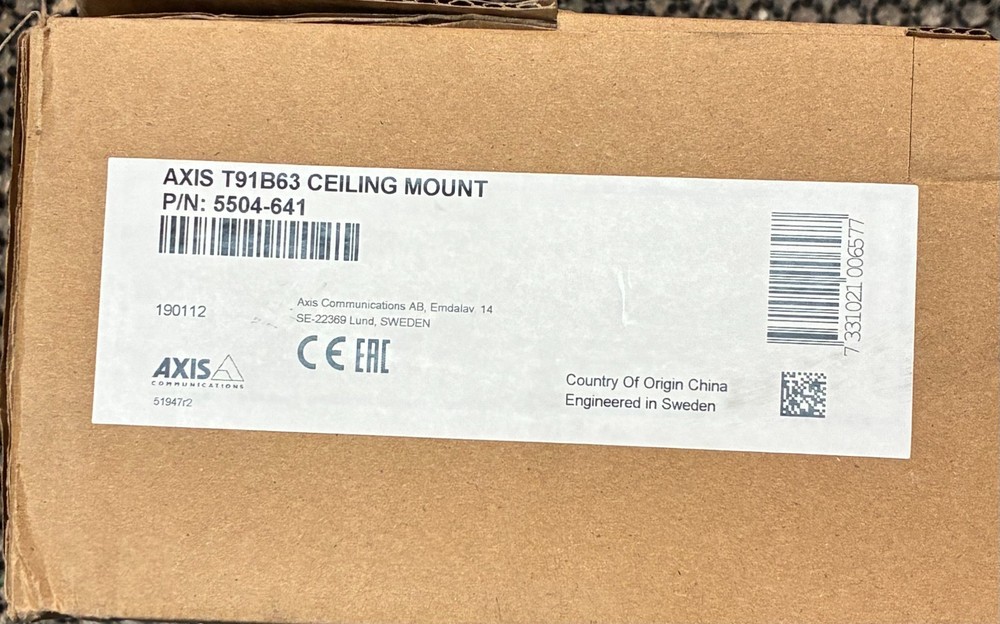 AXIS T91B63 CEILING MOUNT
P/N: 5504-641
190112
Axis Communications AB, Emdalav. 14
SE-22369 Lund, SWEDEN
CE EAC
AXIS
COMMUNICATIONS
51947r2
Country Of Origin China
Engineered in Sweden
7 331021 006577